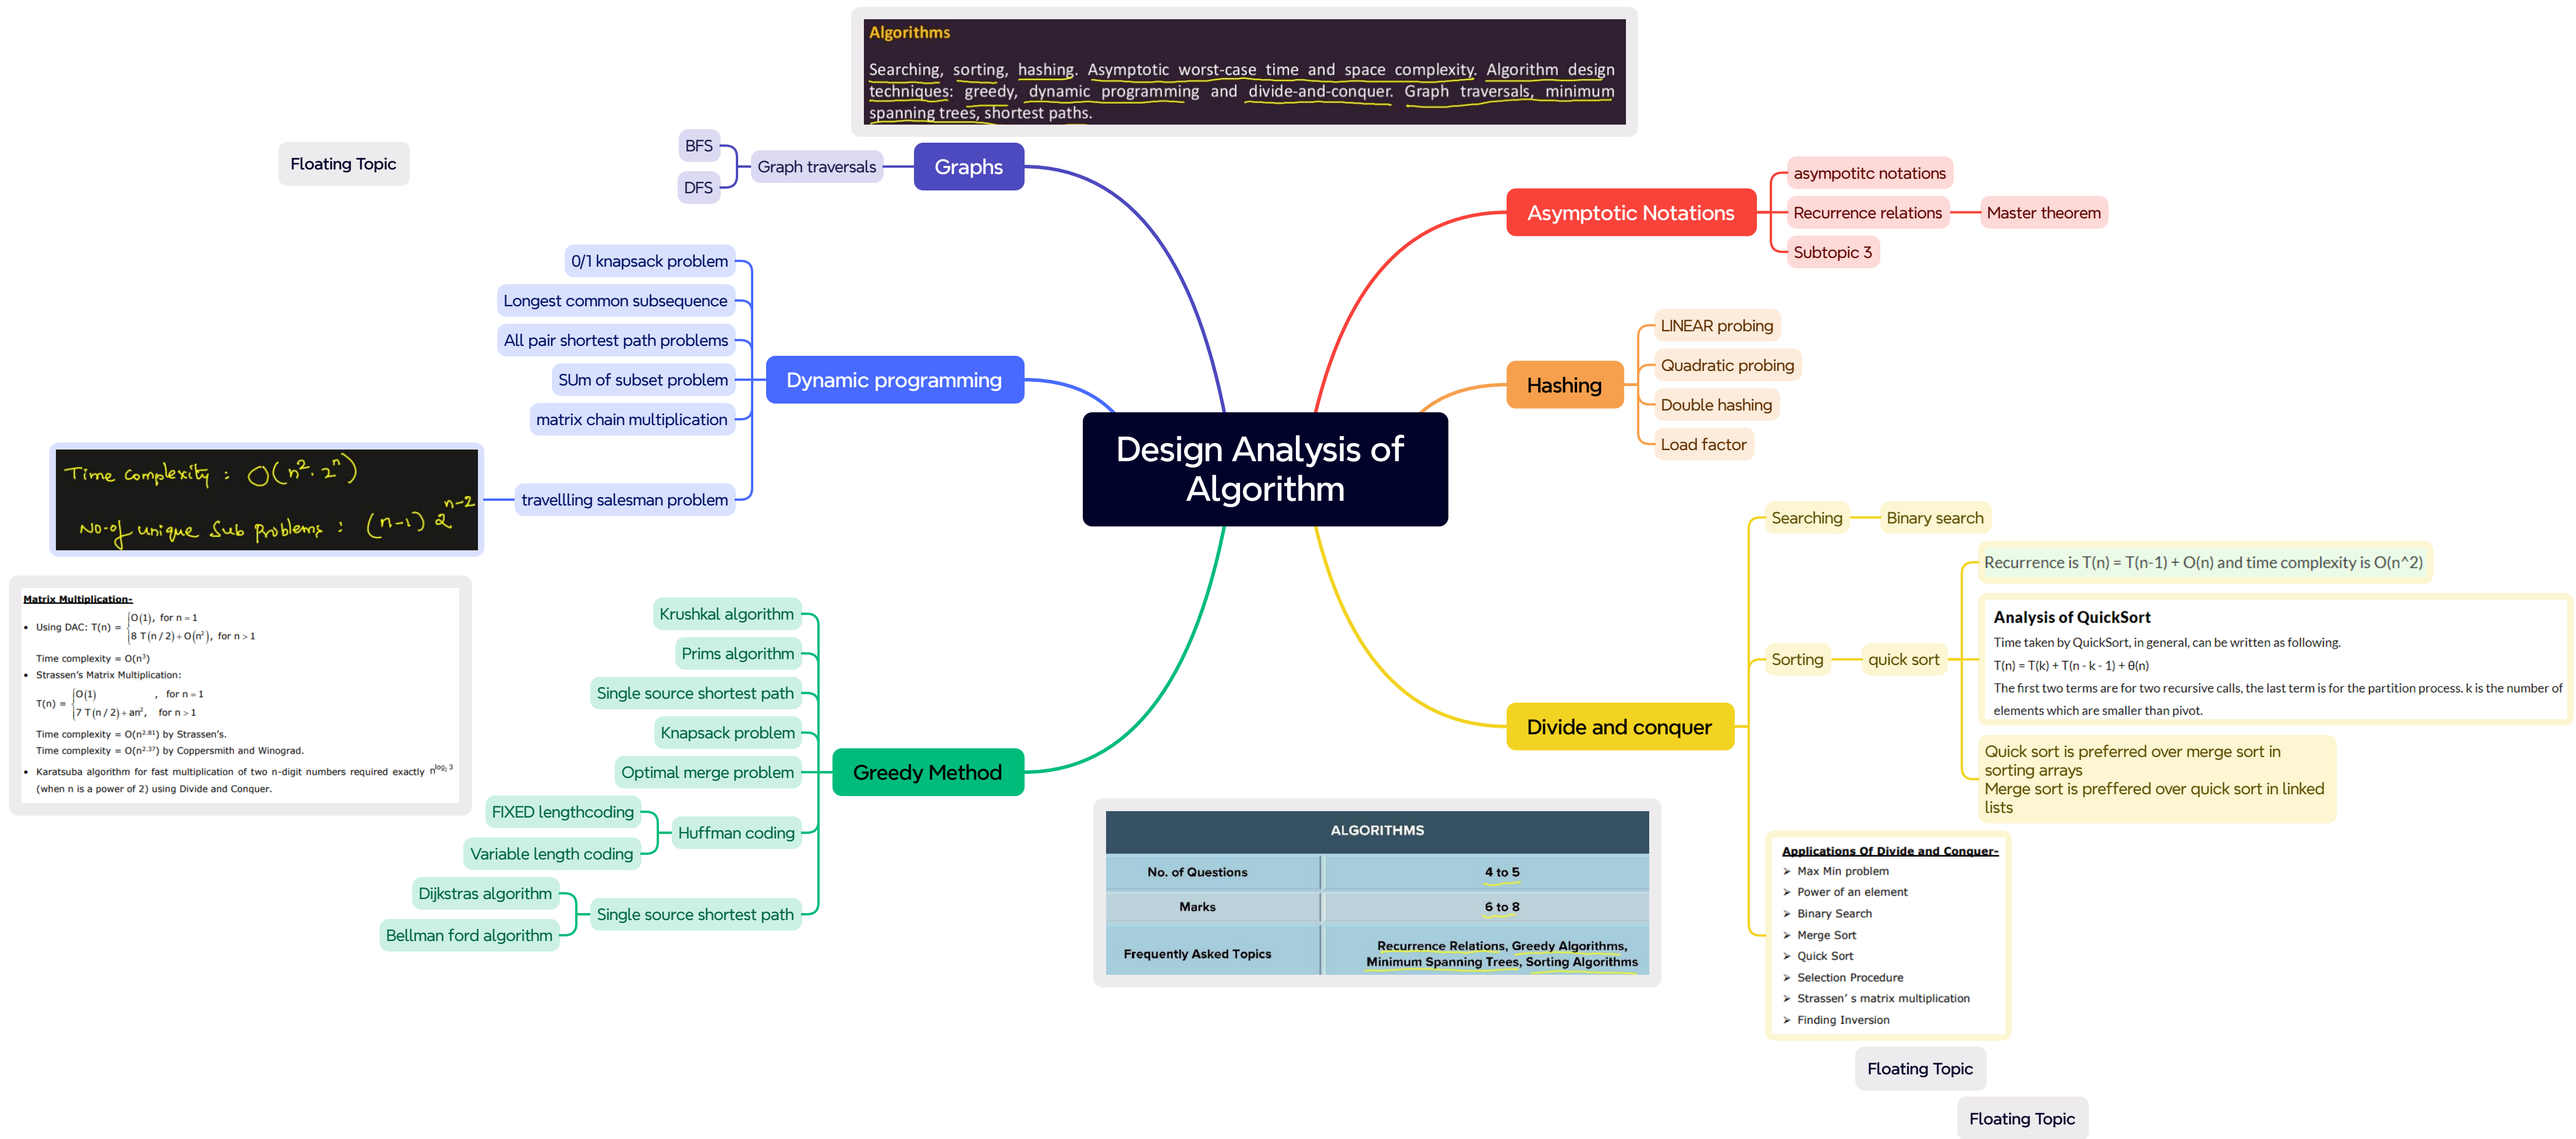 Algorithms
Searching, sorting, hashing. Asymptotic worst-case time and space complexity. Algorithm design
techniques: greedy, dynamic programming and divide-and-conquer. Graph traversals, minimum
spanning trees, shortest paths.
Floating Topic
BFS
DFS
Graph traversals
Graphs
0/1 knapsack problem
Longest common subsequence
All pair shortest path problems
SUm of subset problem
matrix chain multiplication
travellling salesman problem
Dynamic programming
Time complexity : O(n².2ⁿ)
No-of unique Sub Problems : (n-1) 2^{n-2}
Matrix Multiplication-
• Using DAC: T(n) = {O(1), for n = 1
8 T(n / 2) + O(n²), for n > 1
Time complexity = O(n³)
• Strassen's Matrix Multiplication:
T(n) = {O(1) , for n = 1
7 T(n / 2) + an², for n > 1
Time complexity = O(n^{2.81}) by Strassen's.
Time complexity = O(n^{2.37}) by Coppersmith and Winograd.
• Karatsuba algorithm for fast multiplication of two n-digit numbers required exactly n^{log₂ 3}
(when n is a power of 2) using Divide and Conquer.
Krushkal algorithm
Prims algorithm
Single source shortest path
Knapsack problem
Optimal merge problem
FIXED lengthcoding
Variable length coding
Huffman coding
Dijkstras algorithm
Bellman ford algorithm
Single source shortest path
Greedy Method
Design Analysis of
Algorithm
Asymptotic Notations
asympotitc notations
Recurrence relations
Master theorem
Subtopic 3
Hashing
LINEAR probing
Quadratic probing
Double hashing
Load factor
Divide and conquer
Searching
Binary search
Sorting
quick sort
Recurrence is T(n) = T(n-1) + O(n) and time complexity is O(n^2)
Analysis of QuickSort
Time taken by QuickSort, in general, can be written as following.
T(n) = T(k) + T(n - k - 1) + θ(n)
The first two terms are for two recursive calls, the last term is for the partition process. k is the number of
elements which are smaller than pivot.
Quick sort is preferred over merge sort in
sorting arrays
Merge sort is preffered over quick sort in linked
lists
Applications Of Divide and Conquer-
➢ Max Min problem
➢ Power of an element
➢ Binary Search
➢ Merge Sort
➢ Quick Sort
➢ Selection Procedure
➢ Strassen' s matrix multiplication
➢ Finding Inversion
ALGORITHMS
No. of Questions 4 to 5
Marks 6 to 8
Frequently Asked Topics Recurrence Relations, Greedy Algorithms,
Minimum Spanning Trees, Sorting Algorithms
Floating Topic
Floating Topic